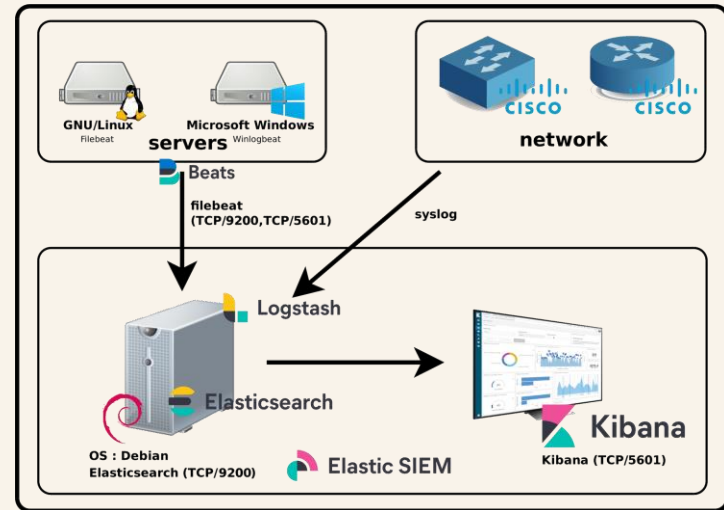 GNU/Linux
Filebeat
Microsoft Windows
Winlogbeat
servers
Beats
CISCO
CISCO
network
filebeat
(TCP/9200,TCP/5601)
syslog
Logstash
Elasticsearch
OS : Debian
Elasticsearch (TCP/9200)
Elastic SIEM
Kibana
Kibana (TCP/5601)